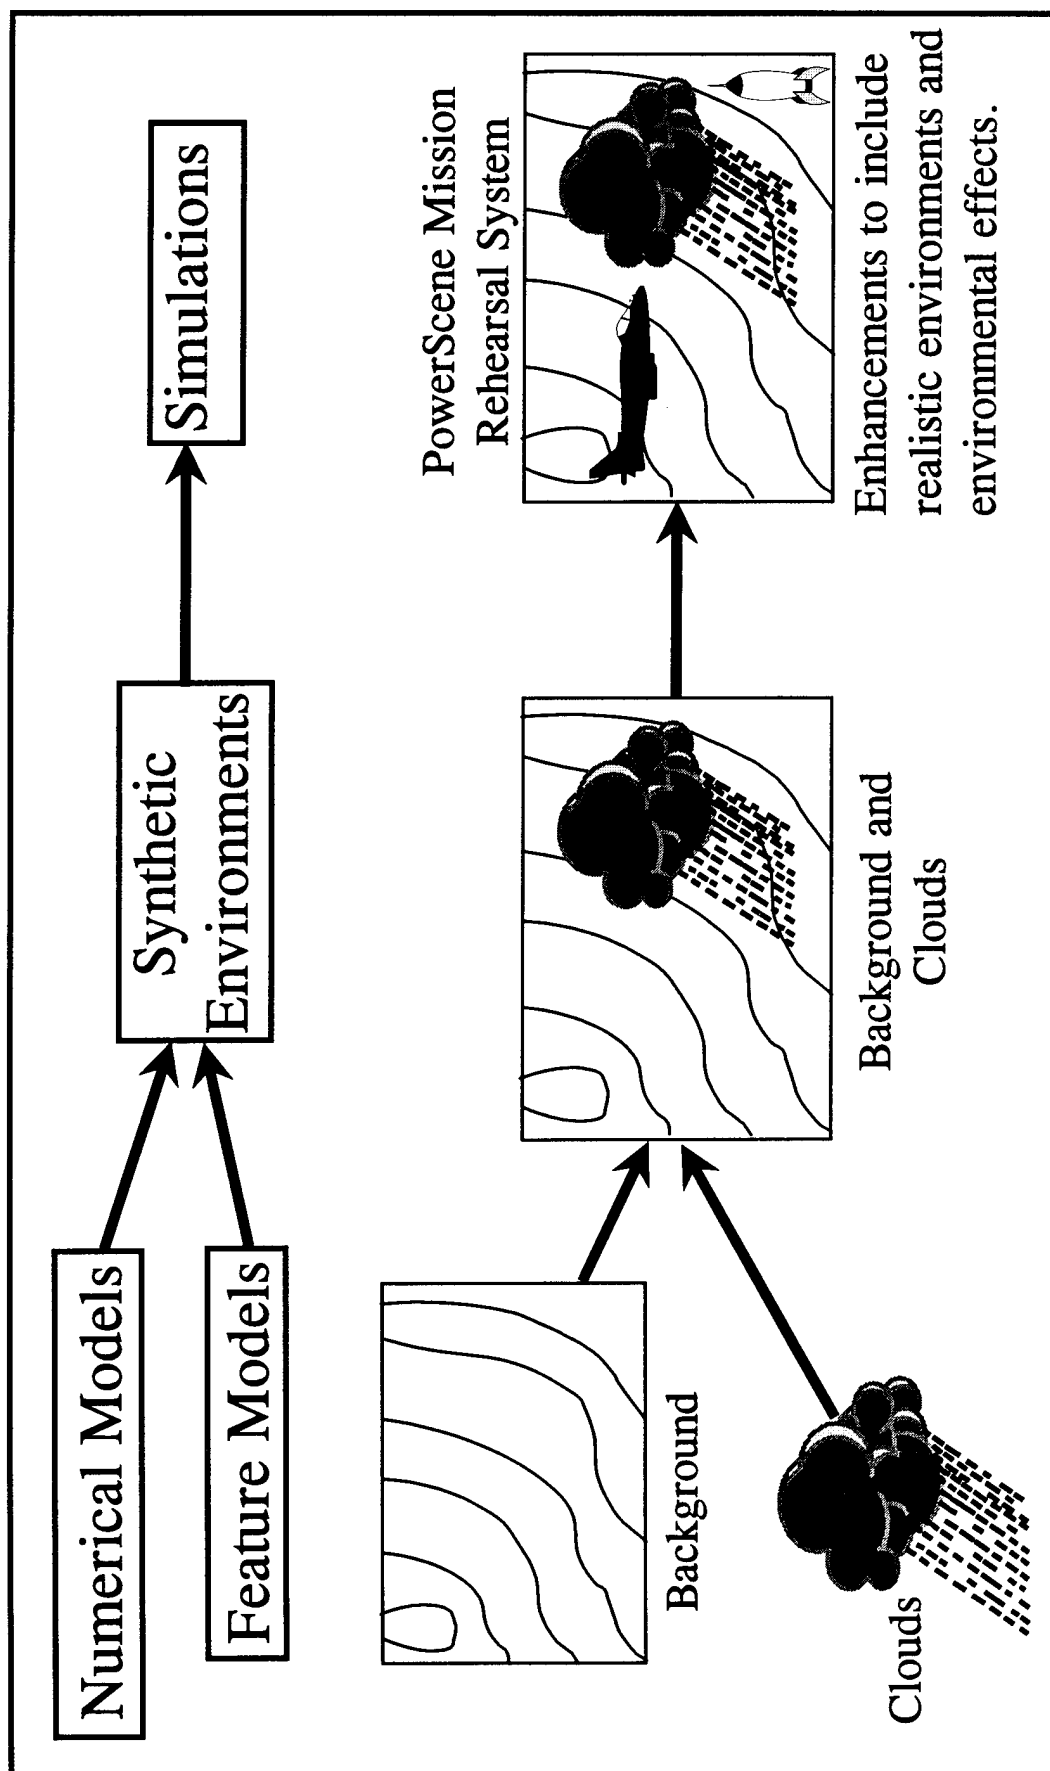 Numerical Models
Feature Models
Synthetic
Environments
Simulations
Background
Clouds
Background and
Clouds
PowerScene Mission
Rehearsal System
Enhancements to include
realistic environments and
environmental effects.